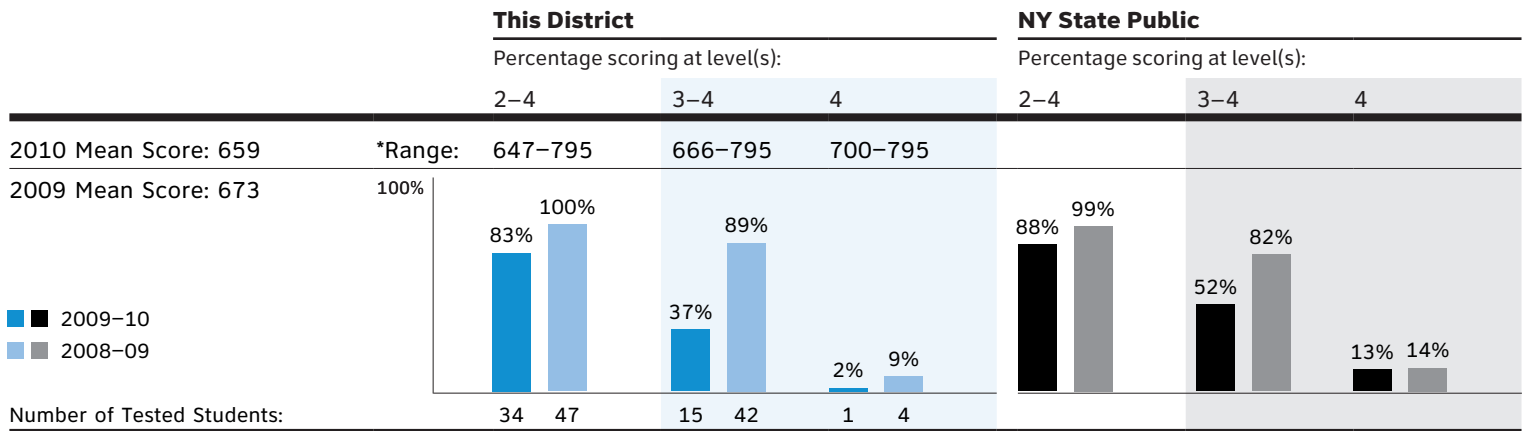 This District NY State Public
Percentage scoring at level(s): Percentage scoring at level(s):
2–4 3–4 4 2–4 3–4 4
2010 Mean Score: 659 *Range: 647–795 666–795 700–795
2009 Mean Score: 673 100%
83% 100% 37% 89% 2% 9% 88% 99% 52% 82% 13% 14%
2009–10
2008–09
Number of Tested Students: 34 47 15 42 1 4